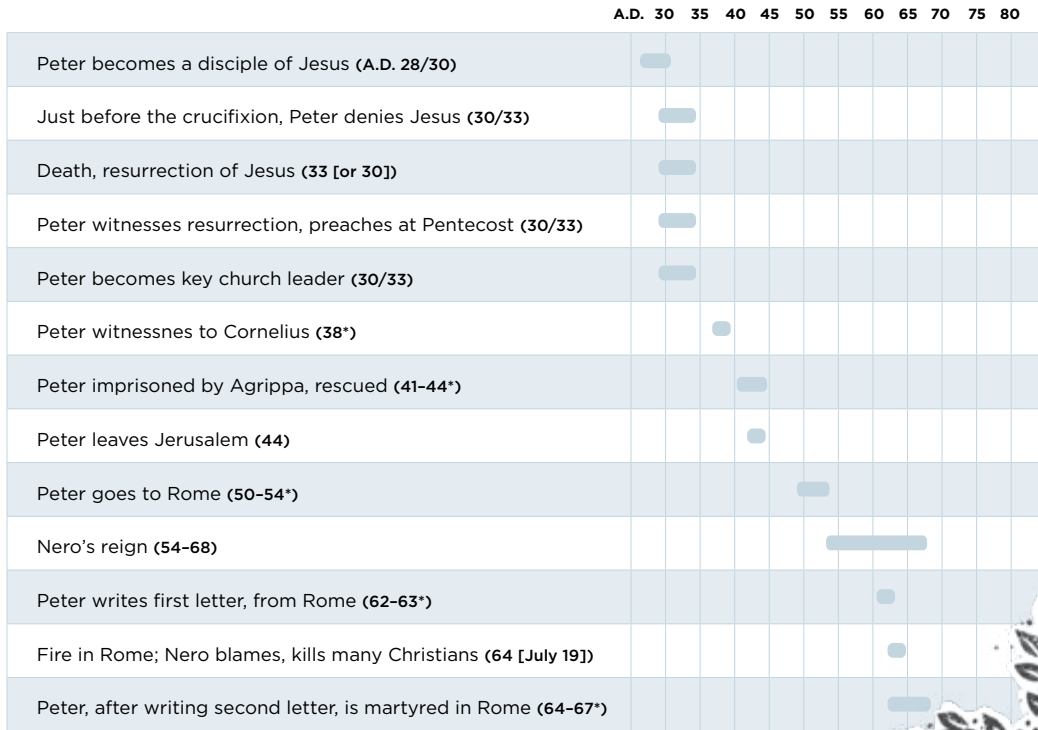 A.D. 30 35 40 45 50 55 60 65 70 75 80
Peter becomes a disciple of Jesus (A.D. 28/30)
Just before the crucifixion, Peter denies Jesus (30/33)
Death, resurrection of Jesus (33 [or 30])
Peter witnesses resurrection, preaches at Pentecost (30/33)
Peter becomes key church leader (30/33)
Peter witnessnes to Cornelius (38*)
Peter imprisoned by Agrippa, rescued (41–44*)
Peter leaves Jerusalem (44)
Peter goes to Rome (50–54*)
Nero’s reign (54–68)
Peter writes first letter, from Rome (62–63*)
Fire in Rome; Nero blames, kills many Christians (64 [July 19])
Peter, after writing second letter, is martyred in Rome (64–67*)